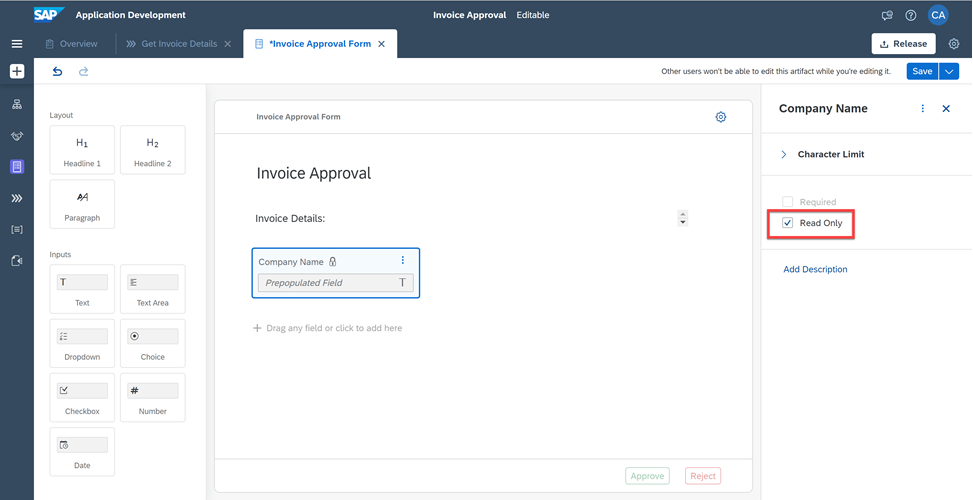 SAP Application Development Invoice Approval Editable CA
Overview Get Invoice Details *Invoice Approval Form Release
Other users won't be able to edit this artifact while you're editing it. Save
Layout
H1 H2
Headline 1 Headline 2
Paragraph
Inputs
Text Text Area
Dropdown Choice
Checkbox Number
Date
Invoice Approval Form
Invoice Approval
Invoice Details:
Company Name
Prepopulated Field T
Drag any field or click to add here
Approve Reject
Company Name
Character Limit
Required
Read Only
Add Description